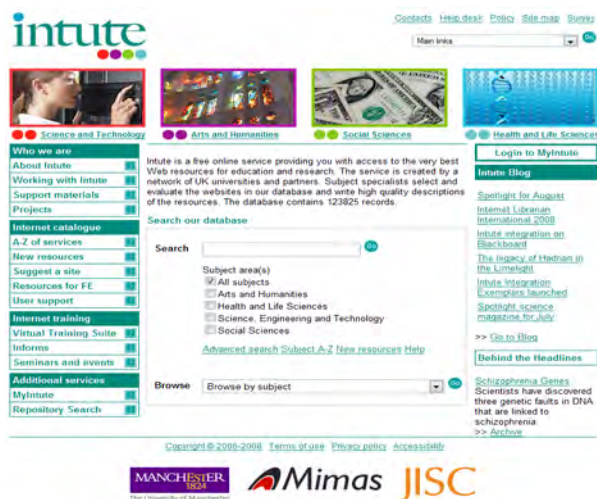 intute
Contacts Help desk Policy Site map Survey
Main links
Go
Science and Technology
Arts and Humanities
Social Sciences
Health and Life Sciences
Who we are
About Intute
Working with Intute
Support materials
Projects
Internet catalogue
A-Z of services
New resources
Suggest a site
Resources for FE
User support
Internet training
Virtual Training Suite
Informs
Seminars and events
Additional services
MyIntute
Repository Search
Intute is a free online service providing you with access to the very best
Web resources for education and research. The service is created by a
network of UK universities and partners. Subject specialists select and
evaluate the websites in our database and write high quality descriptions
of the resources. The database contains 123825 records.
Search our database
Search
Go
Subject area(s)
All subjects
Arts and Humanities
Health and Life Sciences
Science, Engineering and Technology
Social Sciences
Advanced search Subject A-Z New resources Help
Browse
Browse by subject
Go
Login to MyIntute
Intute Blog
Spotlight for August
Internet Librarian
International 2008
Intute integration on
Blackboard
The legacy of Hadrian in
the Limelight
Intute Integration
Exemplars launched
Spotlight science
magazine for July
>> Go to Blog
Behind the Headlines
Schizophrenia Genes
Scientists have discovered
three genetic faults in DNA
that are linked to
schizophrenia
>> Archive
Copyright © 2006-2008 Terms of use Privacy policy Accessibility
MANCHESTER
1824
The University of Manchester
Mimas
JISC